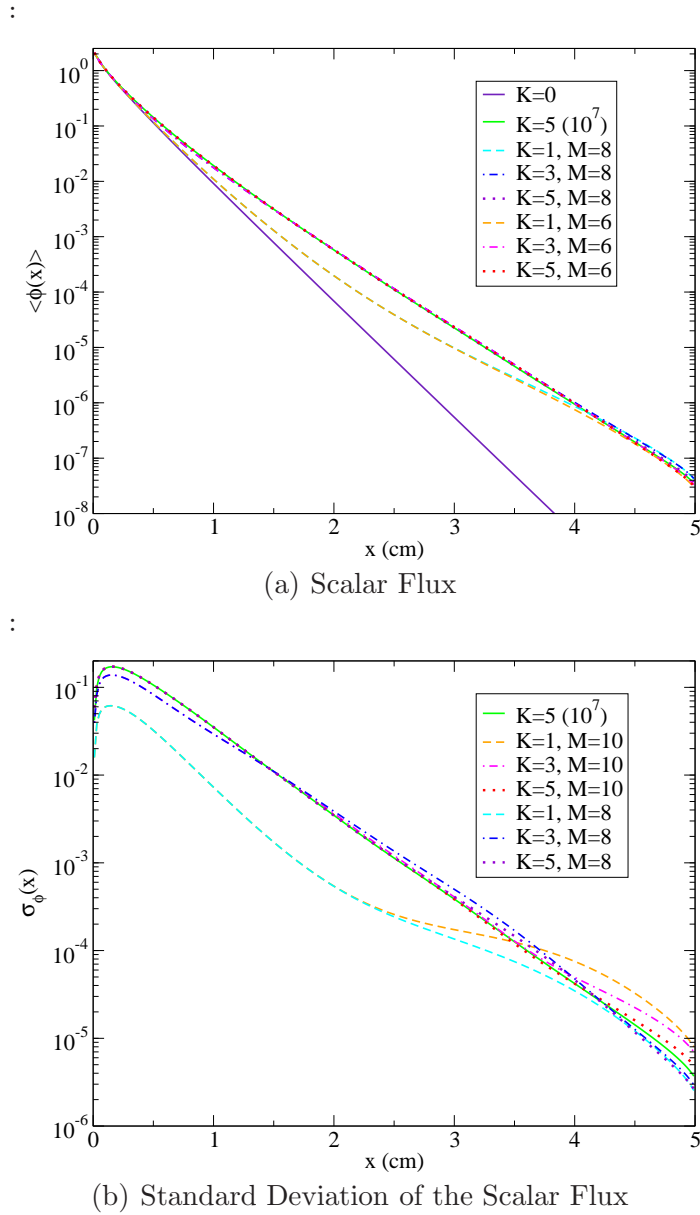 :
10^0
10^-1
10^-2
10^-3
10^-4
10^-5
10^-6
10^-7
10^-8
<ϕ(x)>
K=0
K=5 (10^7)
K=1, M=8
K=3, M=8
K=5, M=8
K=1, M=6
K=3, M=6
K=5, M=6
0 1 2 3 4 5
x (cm)
(a) Scalar Flux
:
10^-1
10^-2
10^-3
10^-4
10^-5
10^-6
σ_ϕ(x)
K=5 (10^7)
K=1, M=10
K=3, M=10
K=5, M=10
K=1, M=8
K=3, M=8
K=5, M=8
0 1 2 3 4 5
x (cm)
(b) Standard Deviation of the Scalar Flux